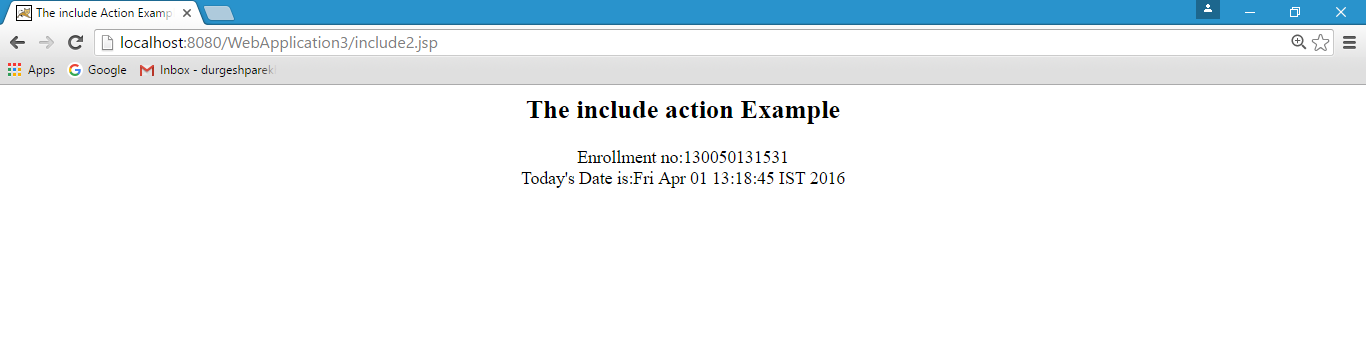 The include Action Examp
localhost:8080/WebApplication3/include2.jsp
Apps Google Inbox - durgeshparek
The include action Example
Enrollment no:130050131531
Today's Date is:Fri Apr 01 13:18:45 IST 2016